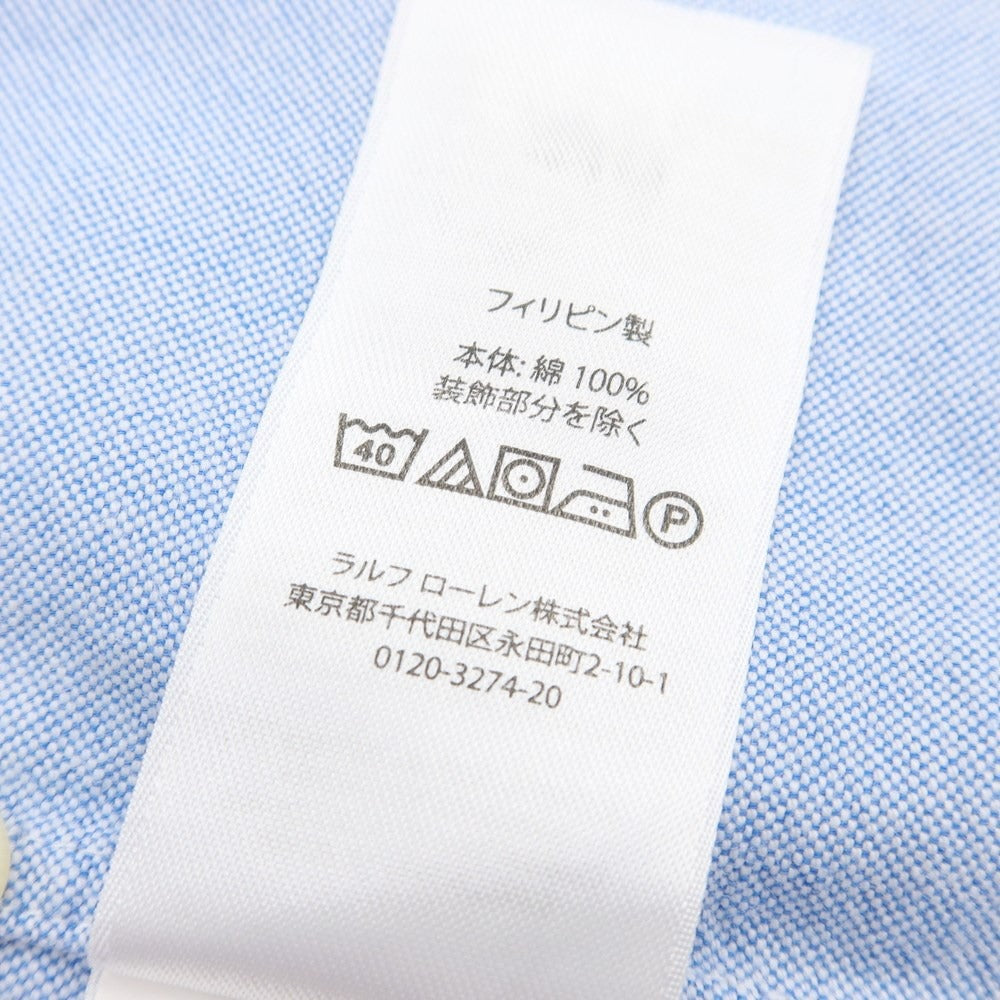 フィリピン製
本体: 綿 100%
装飾部分を除く
40 P
ラルフ ローレン株式会社
東京都千代田区永田町2-10-1
0120-3274-20